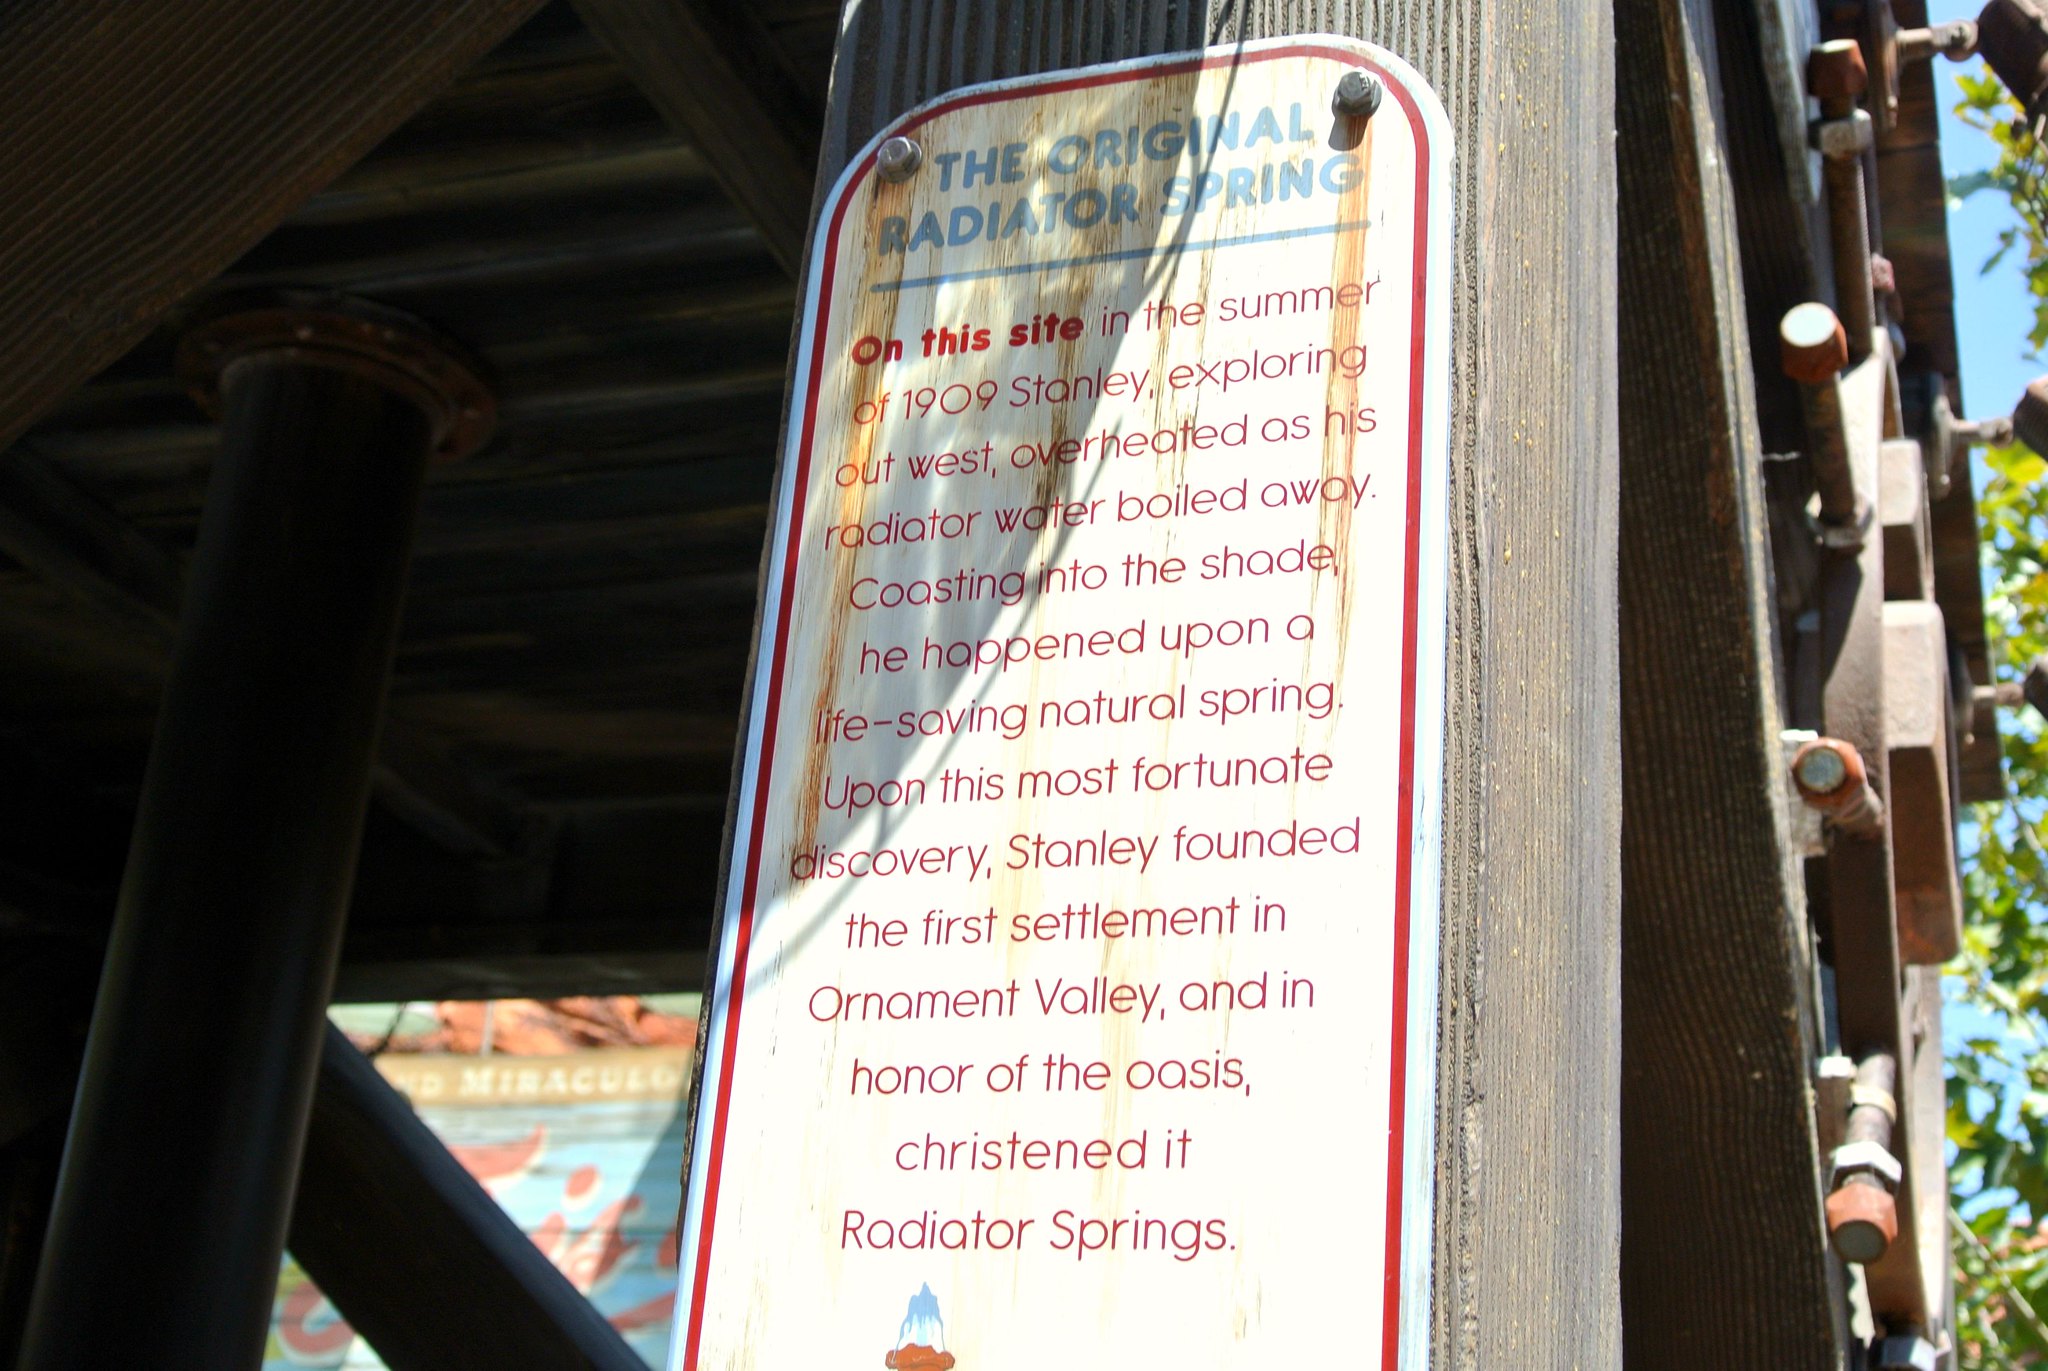 THE ORIGINAL
RADIATOR SPRING
On this site in the summer
of 1909 Stanley, exploring
out west, overheated as his
radiator water boiled away.
Coasting into the shade,
he happened upon a
life-saving natural spring.
Upon this most fortunate
discovery, Stanley founded
the first settlement in
Ornament Valley, and in
honor of the oasis,
christened it
Radiator Springs.